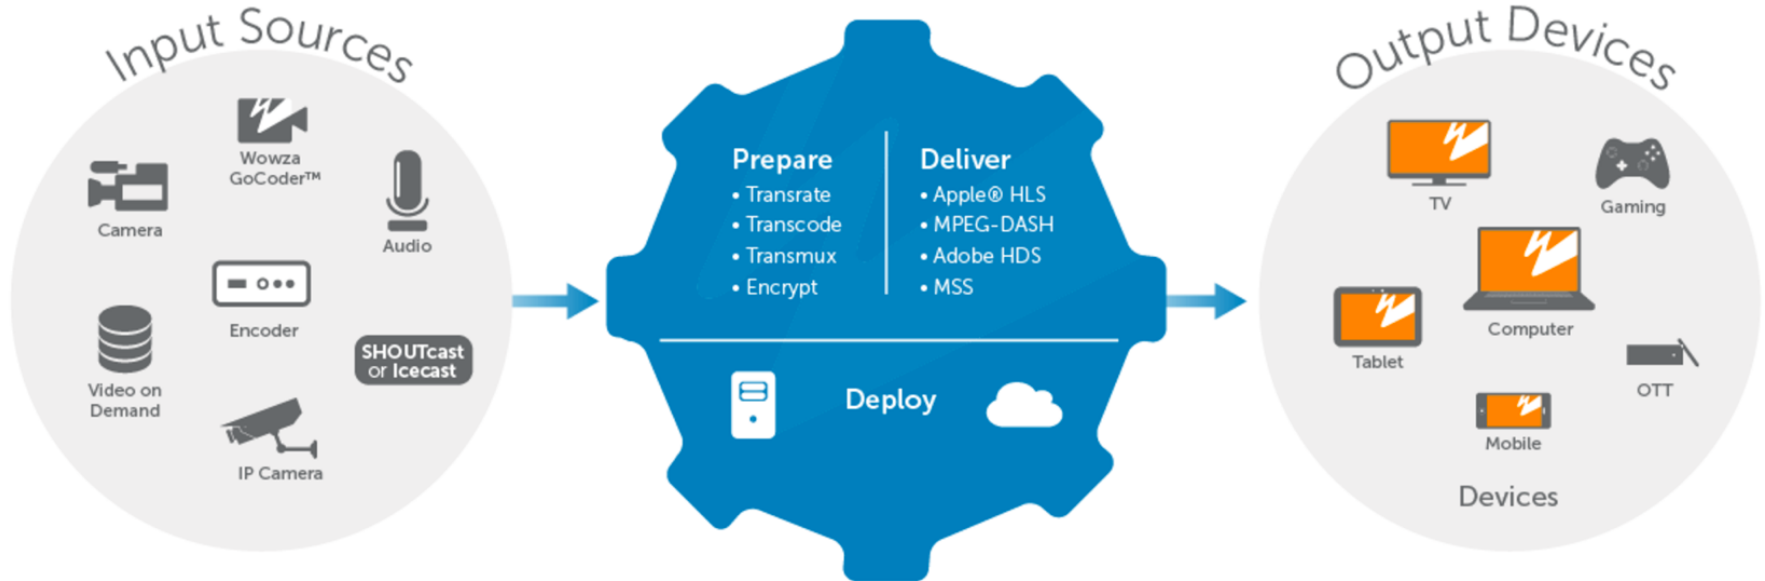 Input Sources
Wowza
GoCoder™
Camera
Audio
Encoder
SHOUTcast
or Icecast
Video on
Demand
IP Camera
Prepare
• Transrate
• Transcode
• Transmux
• Encrypt
Deliver
• Apple® HLS
• MPEG-DASH
• Adobe HDS
• MSS
Deploy
Output Devices
TV
Gaming
Computer
Tablet
OTT
Mobile
Devices